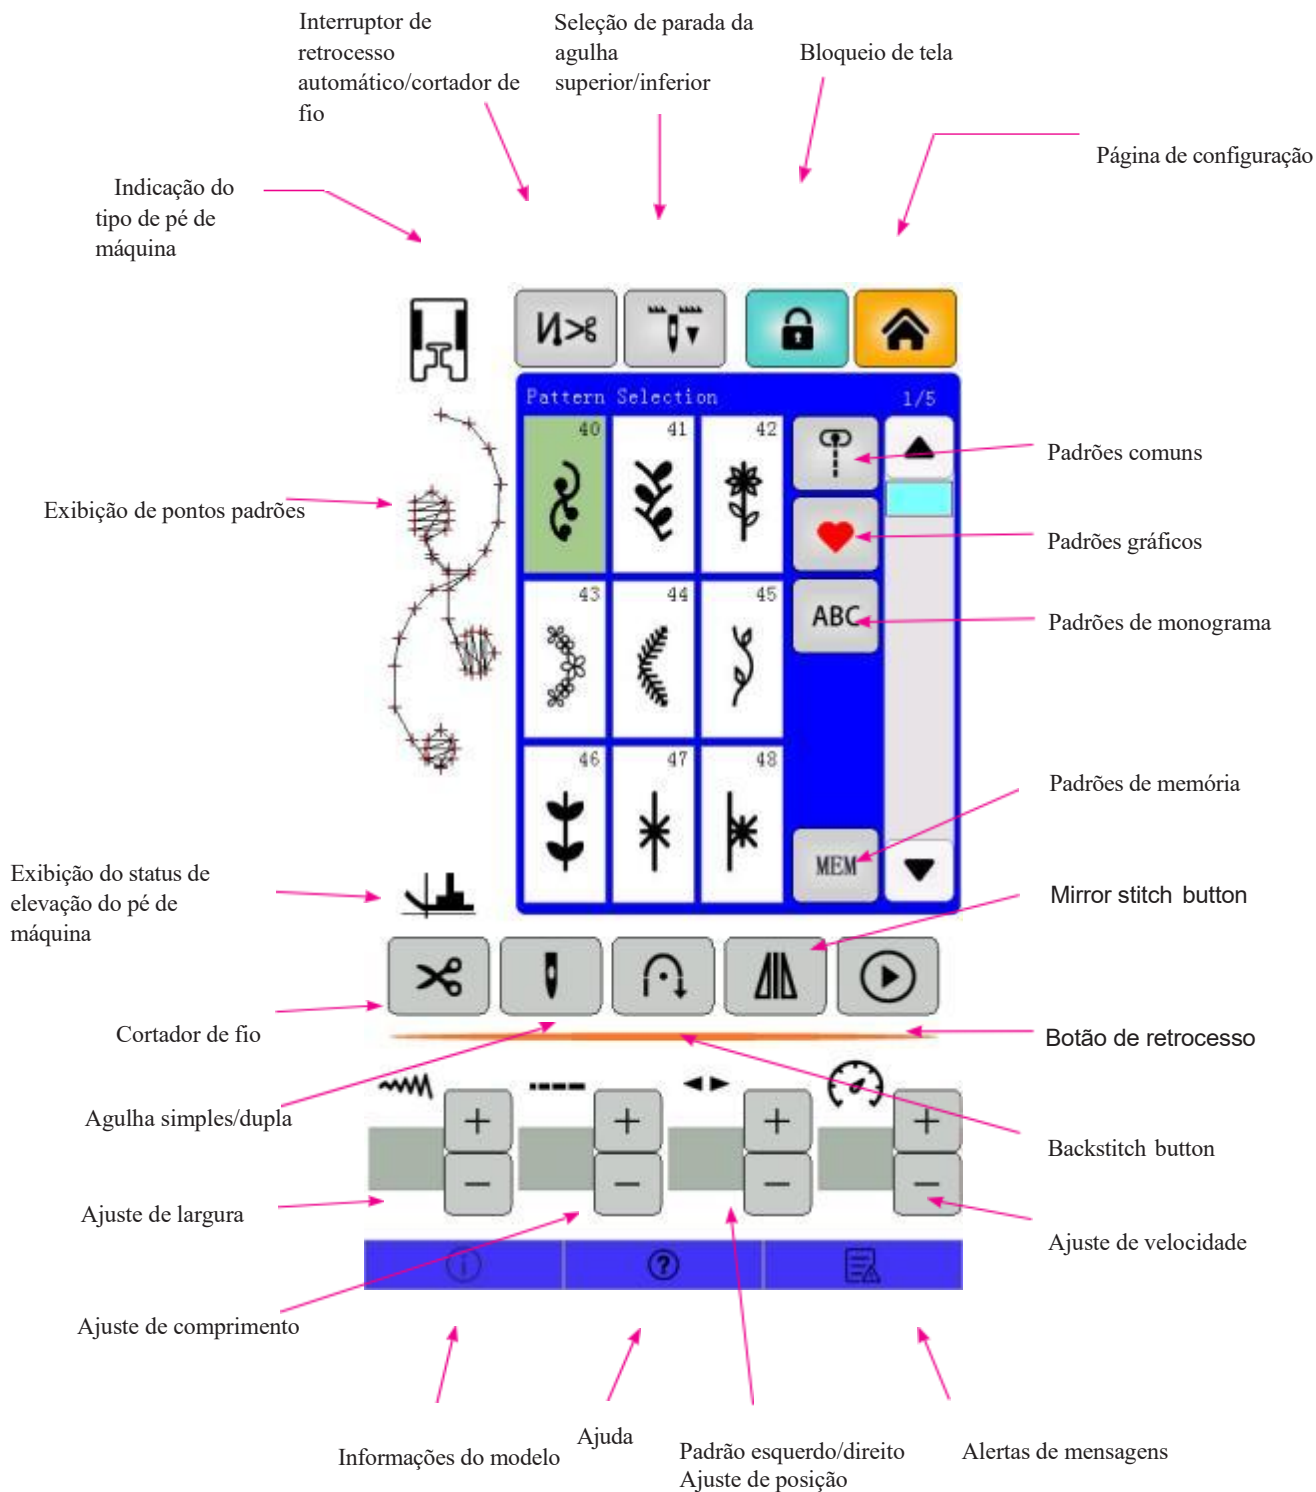 Interruptor de
retrocesso
automático/cortador de
fio
Seleção de parada da
agulha
superior/inferior
Bloqueio de tela
Página de configuração
Indicação do
tipo de pé de
máquina
Pattern Selection
1/5
40
41
42
Padrões comuns
Exibição de pontos padrões
Padrões gráficos
43
44
45
ABC
Padrões de monograma
46
47
48
Padrões de memória
MEM
Exibição do status de
elevação do pé de
máquina
Mirror stitch button
Cortador de fio
Botão de retrocesso
Agulha simples/dupla
Backstitch button
Ajuste de largura
Ajuste de velocidade
Ajuste de comprimento
Informações do modelo
Ajuda
Padrão esquerdo/direito
Ajuste de posição
Alertas de mensagens